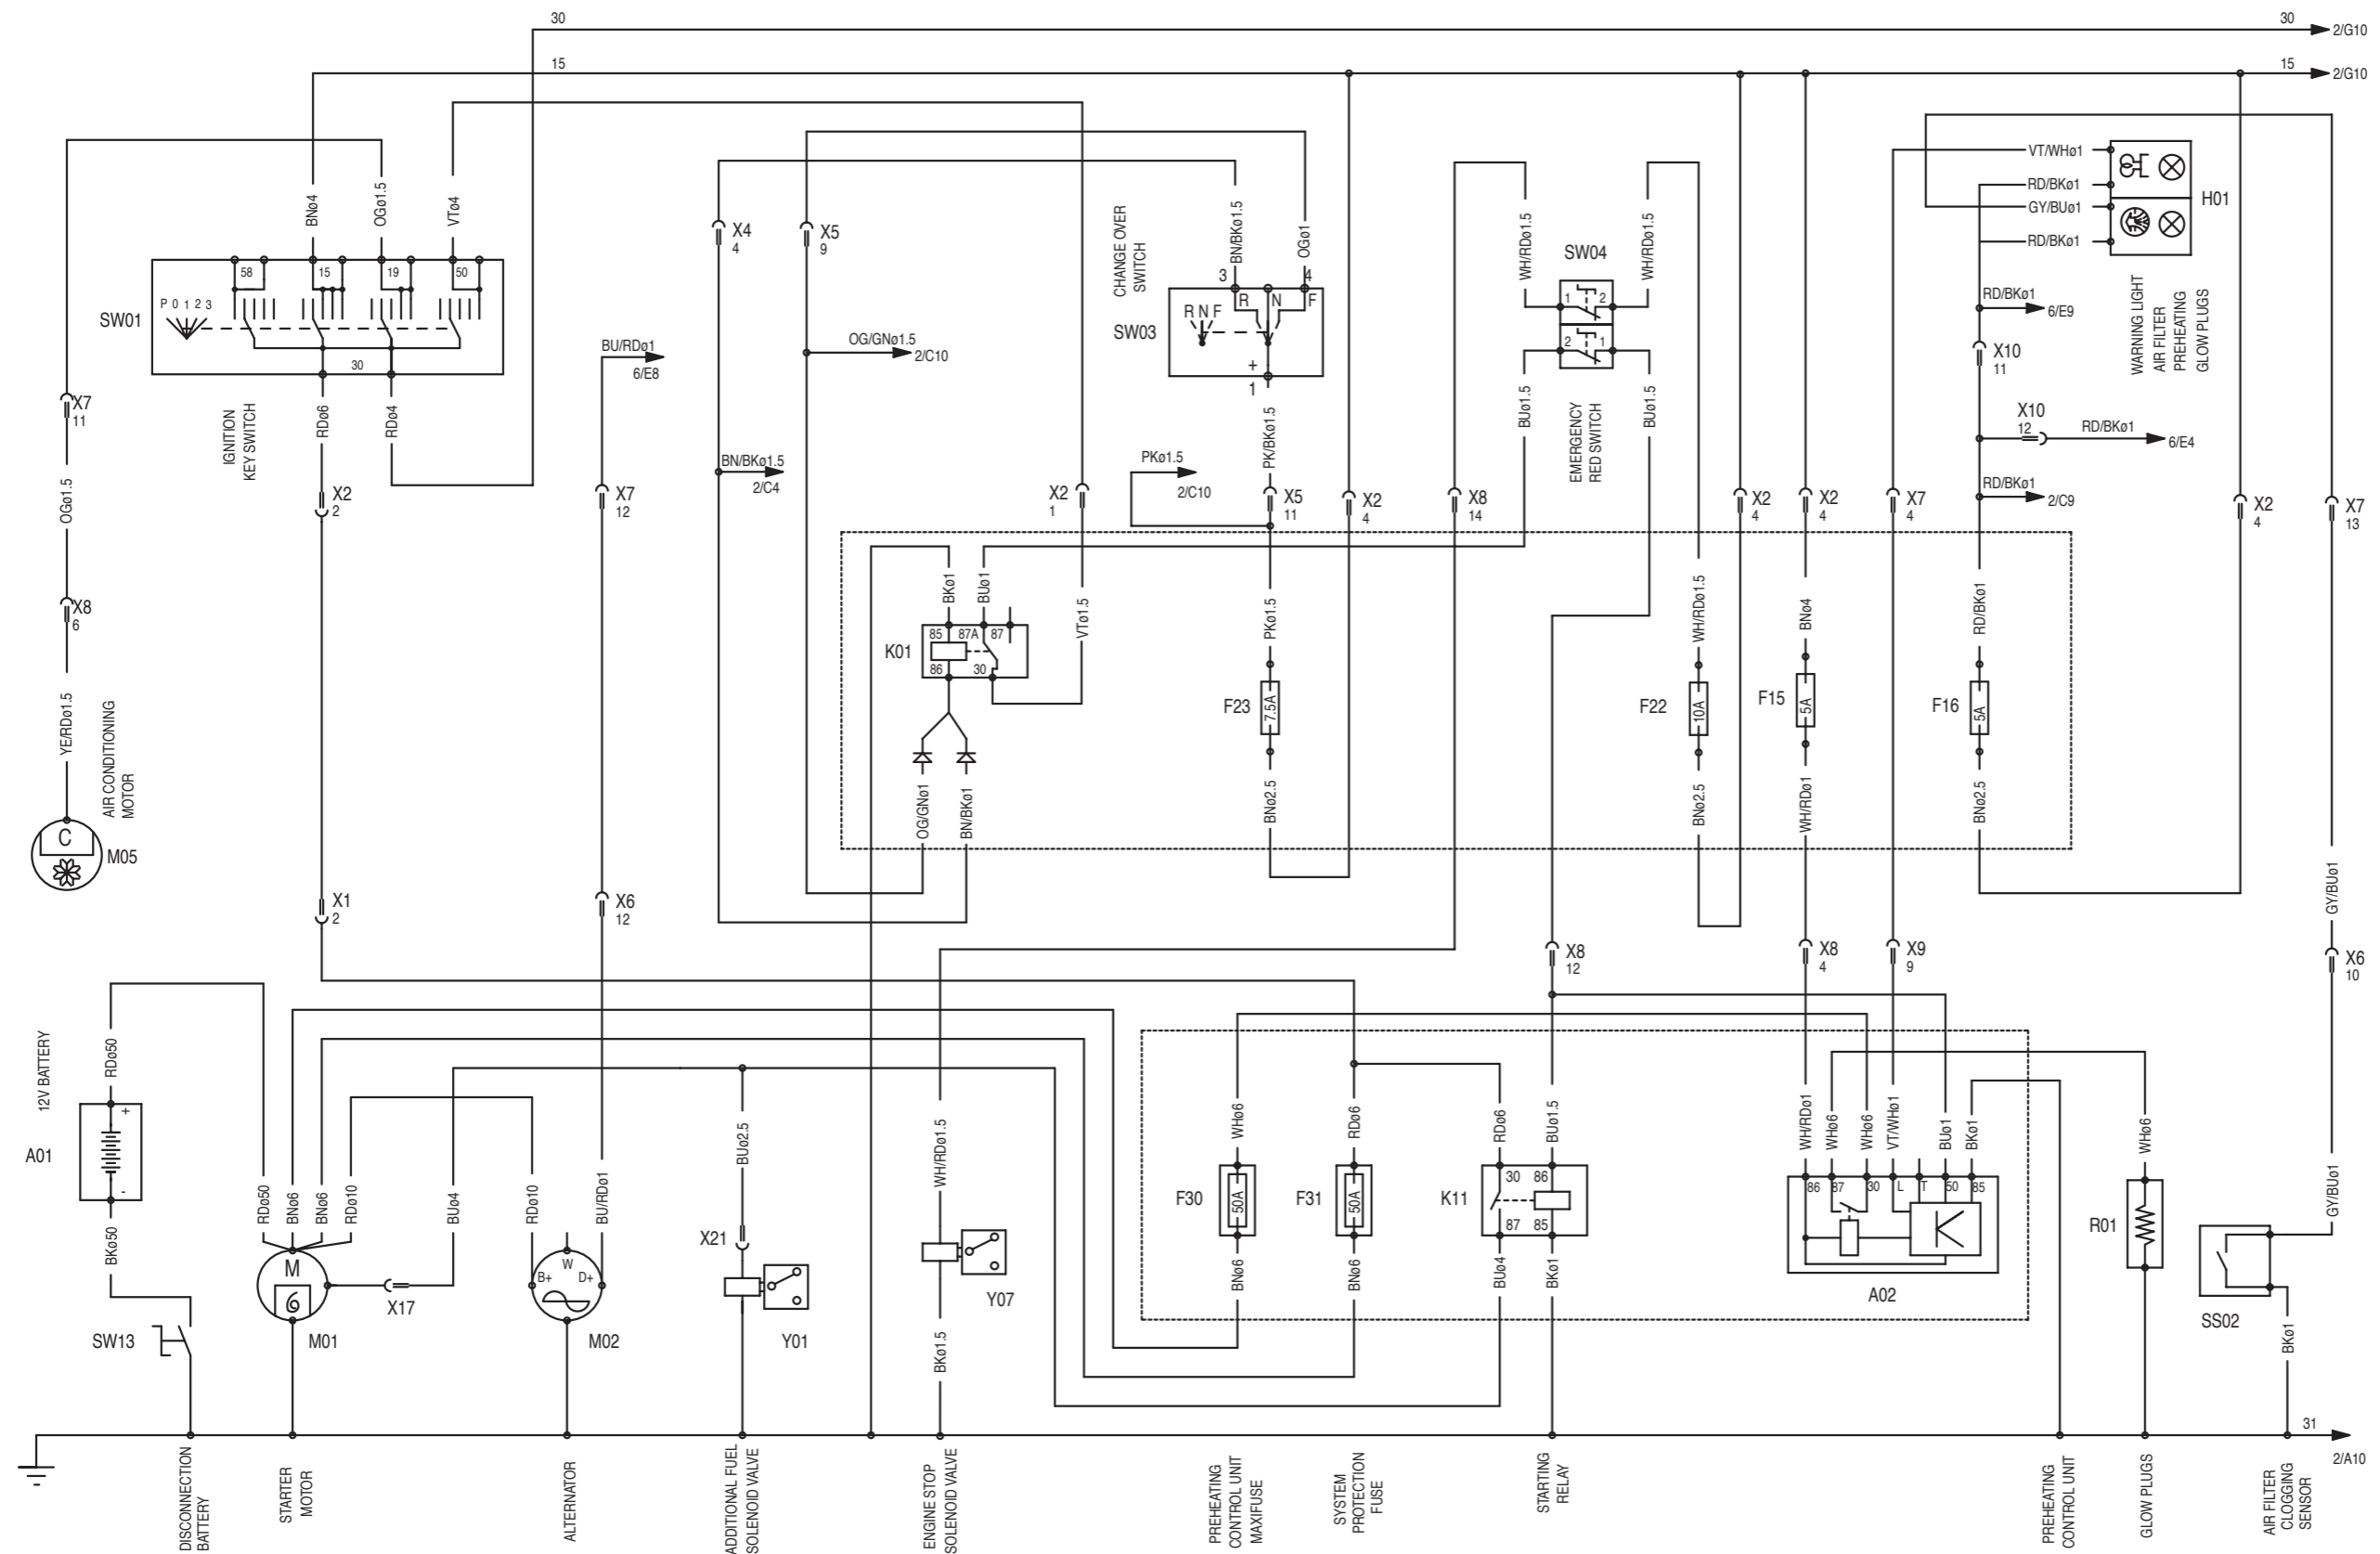 30
30
2/G10
15
15
2/G10
BNø4
OGø1.5
VTø4
58
15
19
50
P 0 1 2 3
SW01
30
IGNITION
KEY SWITCH
RDø6
RDø4
X2
2
X7
11
OGø1.5
X8
6
YE/RDø1.5
AIR CONDITIONING
MOTOR
C
M05
BU/RDø1
6/E8
X7
12
X6
12
X1
2
X4
4
X5
9
OG/GNø1.5
2/C10
BN/BKø1.5
2/C4
X2
1
CHANGE OVER
SWITCH
BN/BKø1.5
OGø1
3
4
R
N
F
R N F
SW03
+
1
PK/BKø1.5
PKø1.5
2/C10
X5
11
X2
4
X8
14
WH/RDø1.5
WH/RDø1.5
SW04
1
2
2
1
BUø1.5
BUø1.5
EMERGENCY
RED SWITCH
X2
4
X2
4
X7
4
VT/WHø1
RD/BKø1
GY/BUø1
RD/BKø1
H01
WARNING LIGHT
AIR FILTER
PREHEATING
GLOW PLUGS
RD/BKø1
6/E9
X10
11
X10
12
RD/BKø1
6/E4
RD/BKø1
2/C9
X2
4
X7
13
BKø1
BUø1
85
87A
87
K01
86
30
VTø1.5
OG/GNø1
BN/BKø1
PKø1.5
F23
7.5A
BNø2.5
WH/RDø1.5
F22
10A
BNø2.5
BNø4
F15
5A
WH/RDø1
RD/BKø1
F16
5A
BNø2.5
GY/BUø1
X6
10
X8
12
X8
4
X9
9
12V BATTERY
RDø50
A01
+
-
BKø50
SW13
RDø50
BNø6
BNø6
RDø10
BUø4
M
M01
X17
RDø10
BU/RDø1
B+
W
D+
M02
BUø2.5
X21
Y01
WH/RDø1.5
Y07
BKø1.5
WHø6
F30
50A
BNø6
RDø6
F31
50A
BNø6
RDø6
BUø1.5
30
86
K11
87
85
BUø4
BKø1
WH/RDø1
WHø6
WHø6
VT/WHø1
BUø1
BKø1
86
87
30
L
T
50
85
A02
WHø6
R01
GY/BUø1
SS02
BKø1
31
2/A10
DISCONNECTION
BATTERY
STARTER
MOTOR
ALTERNATOR
ADDITIONAL FUEL
SOLENOID VALVE
ENGINE STOP
SOLENOID VALVE
PREHEATING
CONTROL UNIT
MAXIFUSE
SYSTEM
PROTECTION
FUSE
STARTING
RELAY
PREHEATING
CONTROL UNIT
GLOW PLUGS
AIR FILTER
CLOGGING
SENSOR